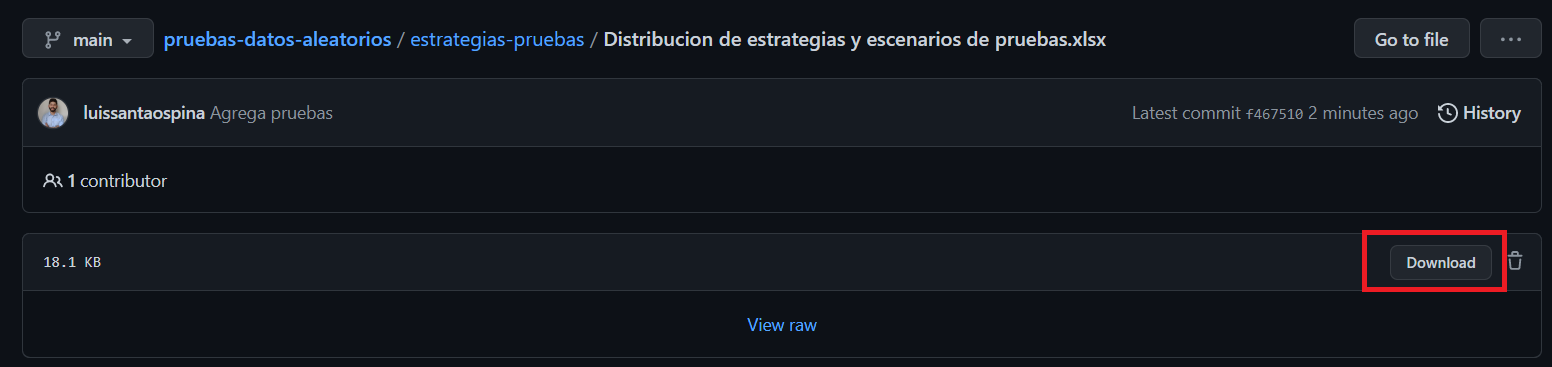 main pruebas-datos-aleatorios / estrategias-pruebas / Distribucion de estrategias y escenarios de pruebas.xlsx Go to file ···
luissantaospina Agrega pruebas Latest commit f467510 2 minutes ago History
1 contributor
18.1 KB Download
View raw